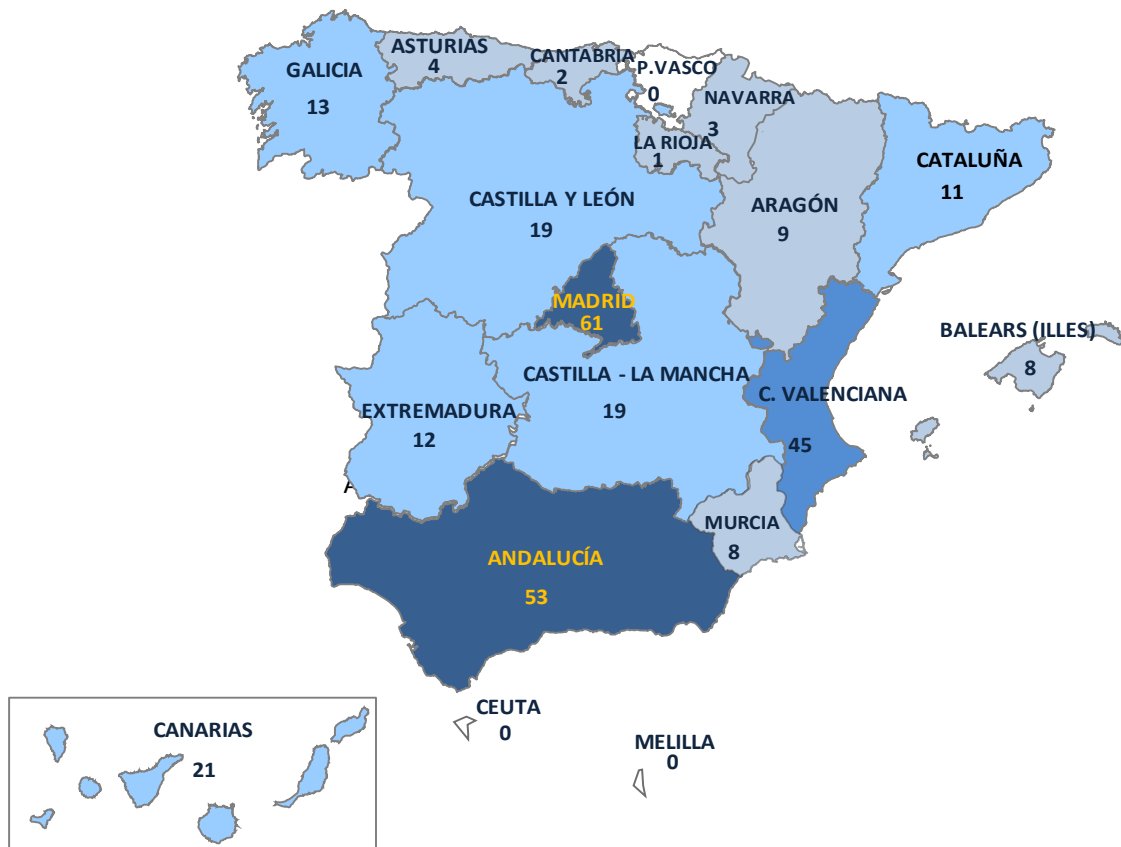 ASTURIAS
4
CANTABRIA
2
P.VASCO
0
GALICIA
13
NAVARRA
3
LA RIOJA
1
CATALUÑA
11
CASTILLA Y LEÓN
19
ARAGÓN
9
MADRID
61
BALEARS (ILLES)
8
CASTILLA - LA MANCHA
19
C. VALENCIANA
45
EXTREMADURA
12
A
MURCIA
8
ANDALUCÍA
53
CEUTA
0
MELILLA
0
CANARIAS
21